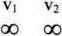 v₁ v₂
∞ ∞